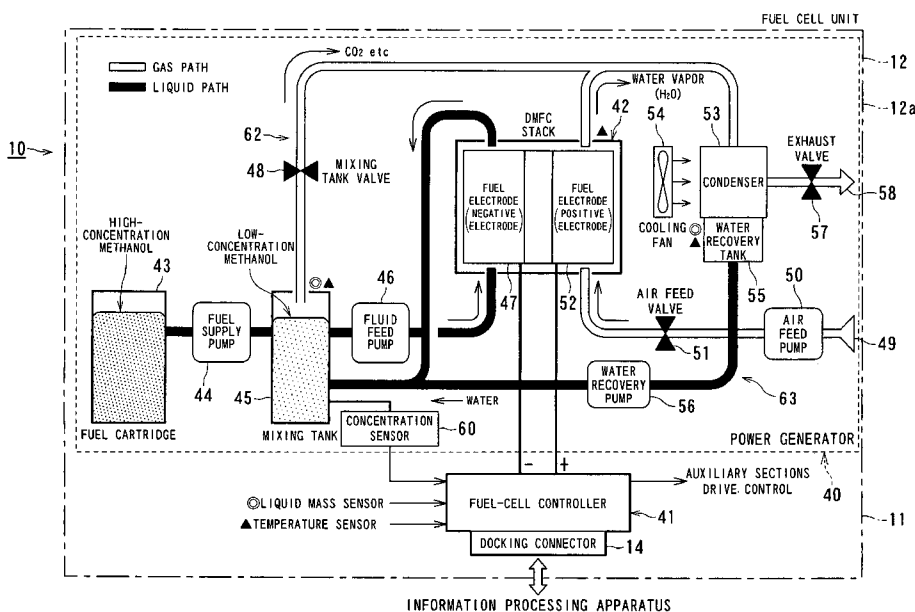 FUEL CELL UNIT
CO2 etc
12
GAS PATH
LIQUID PATH
WATER VAPOR
(H2O)
12a
42
54
53
DMFC
STACK
62
10
48
MIXING
TANK VALVE
EXHAUST
VALVE
FUEL
ELECTRODE
(NEGATIVE
ELECTRODE)
FUEL
ELECTRODE
(POSITIVE
ELECTRODE)
CONDENSER
58
57
HIGH-
CONCENTRATION
METHANOL
LOW-
CONCENTRATION
METHANOL
COOLING
FAN
WATER
RECOVERY
TANK
43
46
47
52
55
50
AIR FEED
VALVE
FUEL
SUPPLY
PUMP
FLUID
FEED
PUMP
AIR
FEED
PUMP
51
49
44
45
WATER
WATER
RECOVERY
PUMP
56
63
FUEL CARTRIDGE
MIXING TANK
CONCENTRATION
SENSOR
60
POWER GENERATOR
- +
40
AUXILIARY SECTIONS
DRIVE CONTROL
◎LIQUID MASS SENSOR
FUEL-CELL CONTROLLER
41
11
▲TEMPERATURE SENSOR
DOCKING CONNECTOR
14
INFORMATION PROCESSING APPARATUS